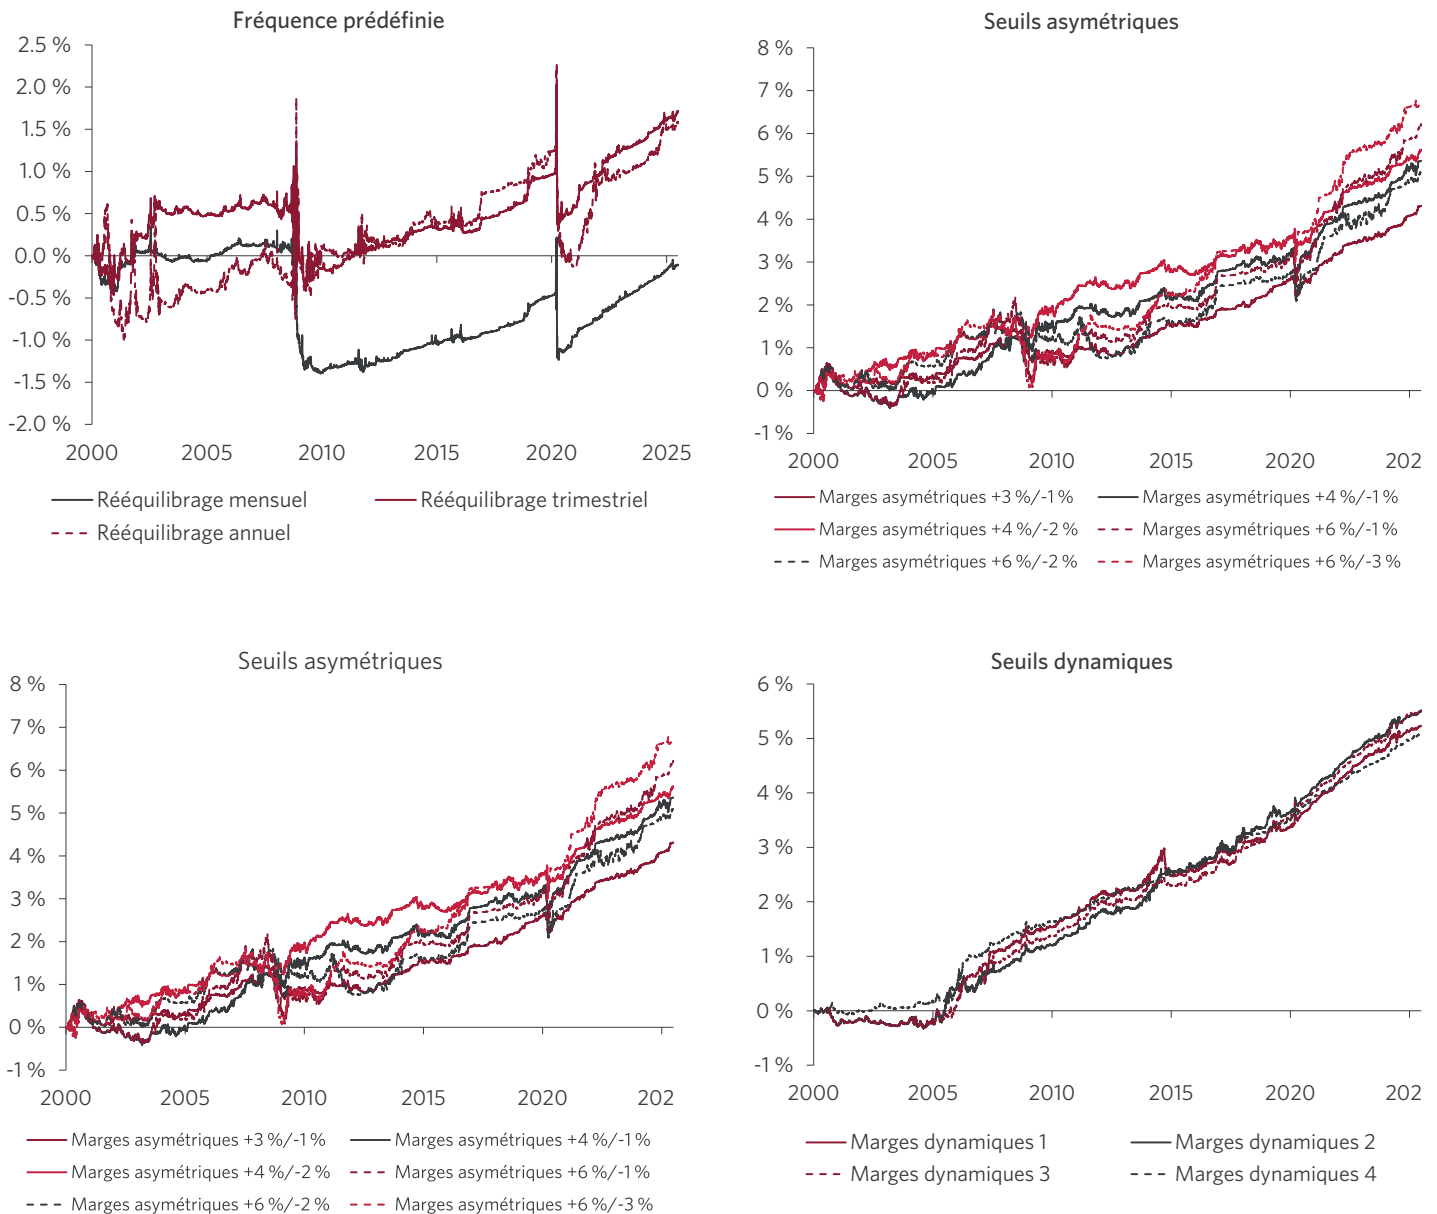 Fréquence prédéfinie
2.5 %
2.0 %
1.5 %
1.0 %
0.5 %
0.0 %
-0.5 %
-1.0 %
-1.5 %
-2.0 %
2000 2005 2010 2015 2020 2025
Rééquilibrage mensuel Rééquilibrage trimestriel
Rééquilibrage annuel
Seuils asymétriques
8 %
7 %
6 %
5 %
4 %
3 %
2 %
1 %
0 %
-1 %
2000 2005 2010 2015 2020 202
Marges asymétriques +3 %/-1 % Marges asymétriques +4 %/-1 %
Marges asymétriques +4 %/-2 % Marges asymétriques +6 %/-1 %
Marges asymétriques +6 %/-2 % Marges asymétriques +6 %/-3 %
Seuils asymétriques
8 %
7 %
6 %
5 %
4 %
3 %
2 %
1 %
0 %
-1 %
2000 2005 2010 2015 2020 202
Marges asymétriques +3 %/-1 % Marges asymétriques +4 %/-1 %
Marges asymétriques +4 %/-2 % Marges asymétriques +6 %/-1 %
Marges asymétriques +6 %/-2 % Marges asymétriques +6 %/-3 %
Seuils dynamiques
6 %
5 %
4 %
3 %
2 %
1 %
0 %
-1 %
2000 2005 2010 2015 2020 202
Marges dynamiques 1 Marges dynamiques 2
Marges dynamiques 3 Marges dynamiques 4